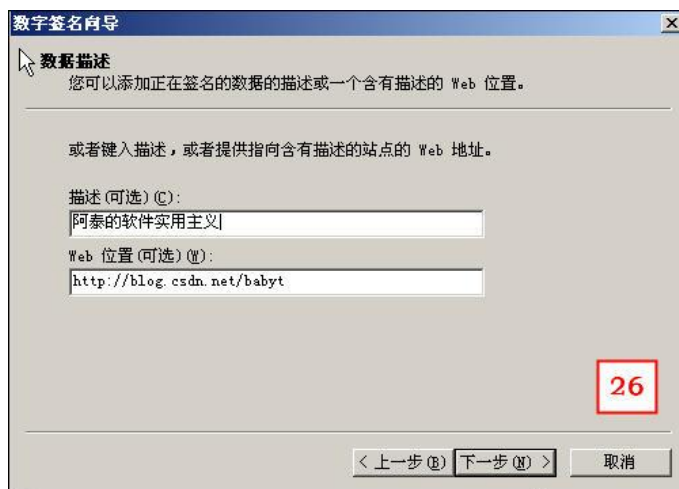 数字签名向导
数据描述
您可以添加正在签名的数据的描述或一个含有描述的 Web 位置。
或者键入描述，或者提供指向含有描述的站点的 Web 地址。
描述(可选)(C):
阿泰的软件实用主义
Web 位置(可选)(W):
http://blog.csdn.net/babyt
26
< 上一步(B) 下一步(N) > 取消